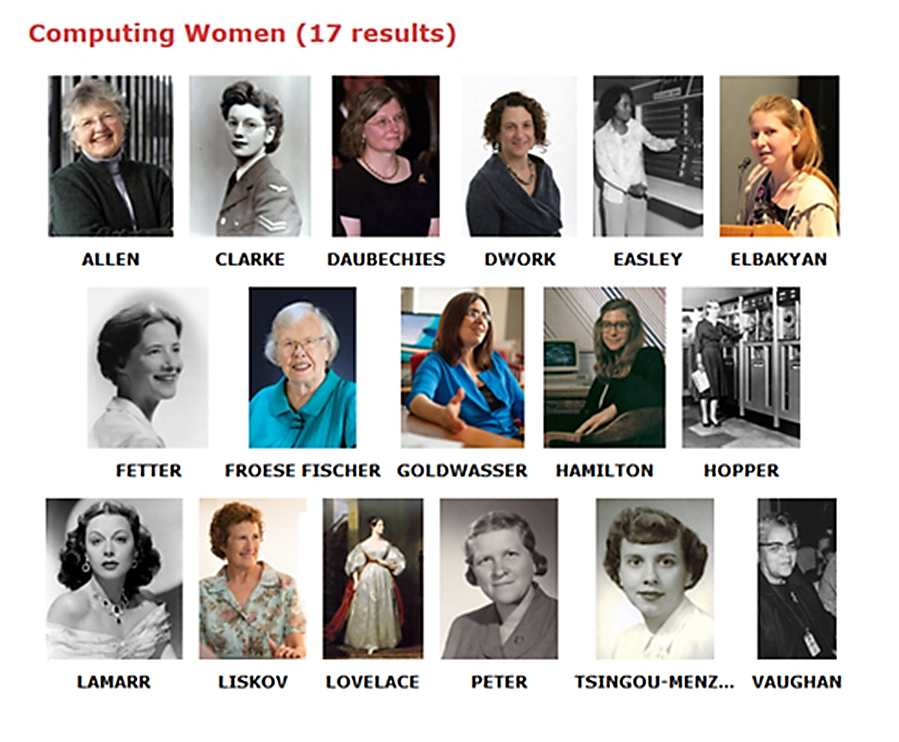 Computing Women (17 results)
ALLEN CLARKE DAUBECHIES DWORK EASLEY ELBAKYAN
FETTER FROESE FISCHER GOLDWASSER HAMILTON HOPPER
LAMARR LISKOV LOVELACE PETER TSINGOU-MENZ... VAUGHAN